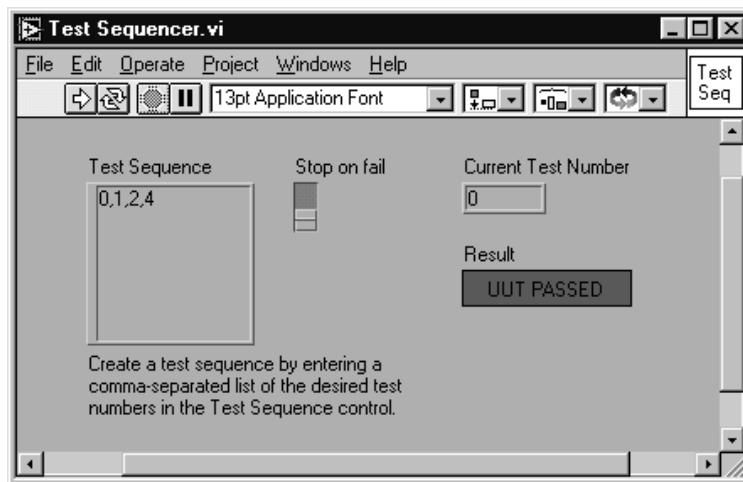 Test Sequencer.vi
File Edit Operate Project Windows Help
Test
Seq
13pt Application Font
Test Sequence
Stop on fail
Current Test Number
0,1,2,4
0
Result
UUT PASSED
Create a test sequence by entering a
comma-separated list of the desired test
numbers in the Test Sequence control.